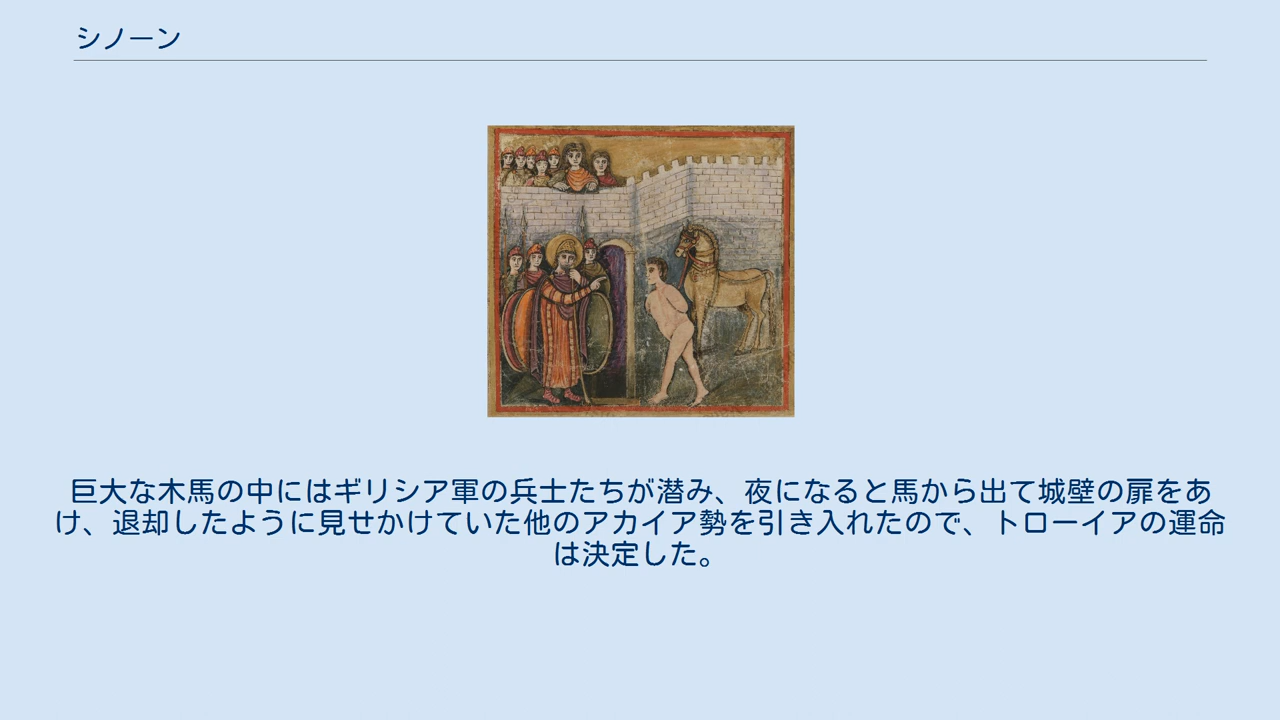 シノーン
巨大な木馬の中にはギリシア軍の兵士たちが潜み、夜になると馬から出て城壁の扉をあ
け、退却したように見せかけていた他のアカイア勢を引き入れたので、トローイアの運命
は決定した。